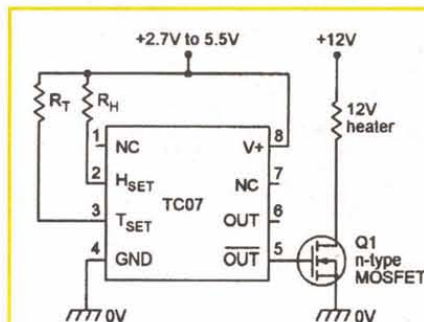 +2.7V to 5.5V
+12V
RT
RH
12V
heater
1
NC
V+
8
2
HSET
NC
7
TC07
3
TSET
OUT
6
4
GND
OUT
5
Q1
n-type
MOSFET
0V
0V